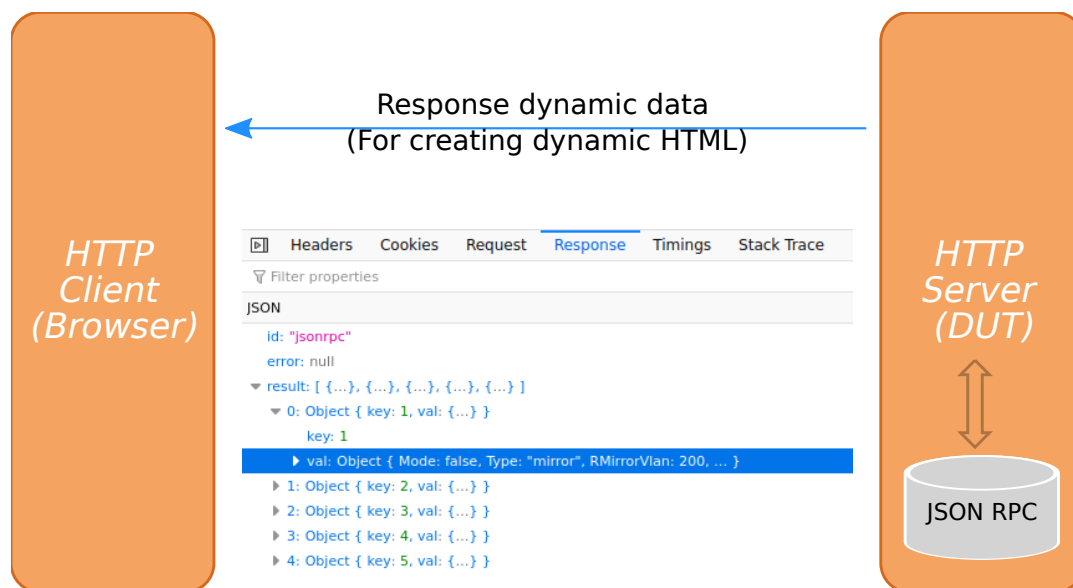 Response dynamic data
(For creating dynamic HTML)
HTTP
Client
(Browser)
Headers Cookies Request Response Timings Stack Trace
Filter properties
JSON
id: "jsonrpc"
error: null
result: [ {…}, {…}, {…}, {…}, {…} ]
0: Object { key: 1, val: {…} }
key: 1
val: Object { Mode: false, Type: "mirror", RMirrorVlan: 200, … }
1: Object { key: 2, val: {…} }
2: Object { key: 3, val: {…} }
3: Object { key: 4, val: {…} }
4: Object { key: 5, val: {…} }
HTTP
Server
(DUT)
JSON RPC